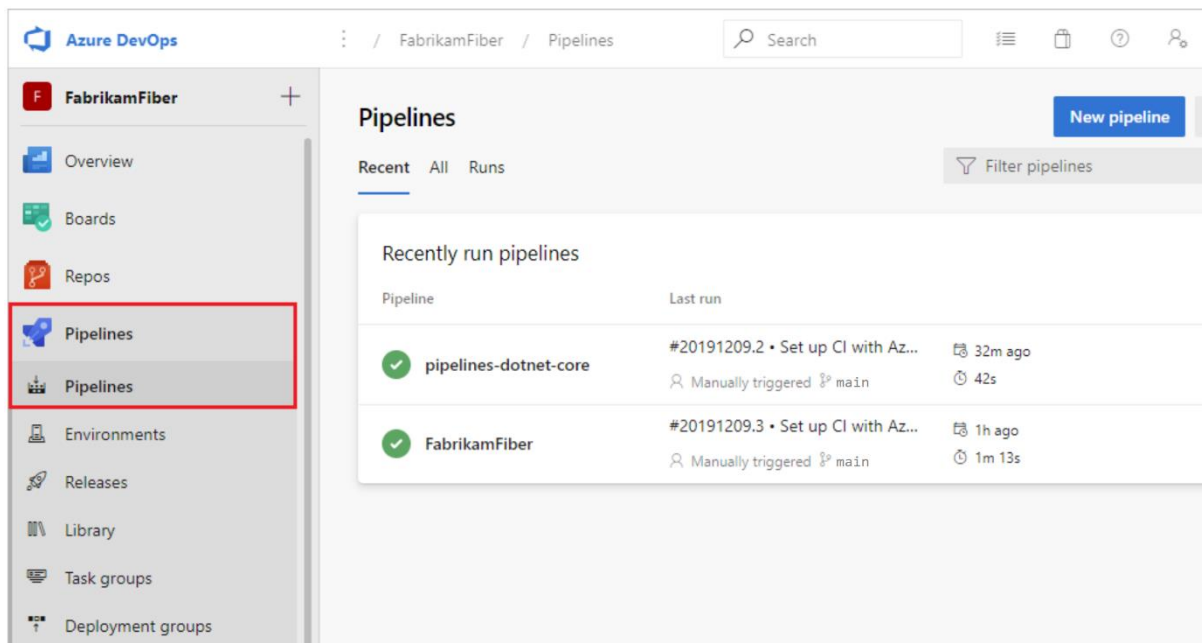 Azure DevOps
/ FabrikamFiber / Pipelines
Search
F FabrikamFiber
Overview
Boards
Repos
Pipelines
Pipelines
Environments
Releases
Library
Task groups
Deployment groups
Pipelines
New pipeline
Recent All Runs
Filter pipelines
Recently run pipelines
Pipeline Last run
pipelines-dotnet-core
#20191209.2 • Set up CI with Az...
Manually triggered main
32m ago
42s
FabrikamFiber
#20191209.3 • Set up CI with Az...
Manually triggered main
1h ago
1m 13s